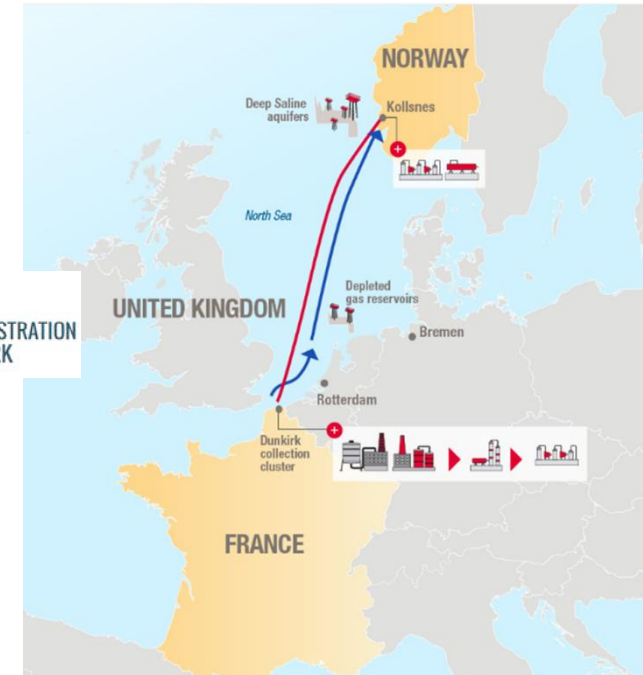 NORWAY
Deep Saline
aquifers
Kollsnes
North Sea
Depleted
gas reservoirs
UNITED KINGDOM
Bremen
STRATION
RK
Rotterdam
Dunkirk
collection
cluster
FRANCE